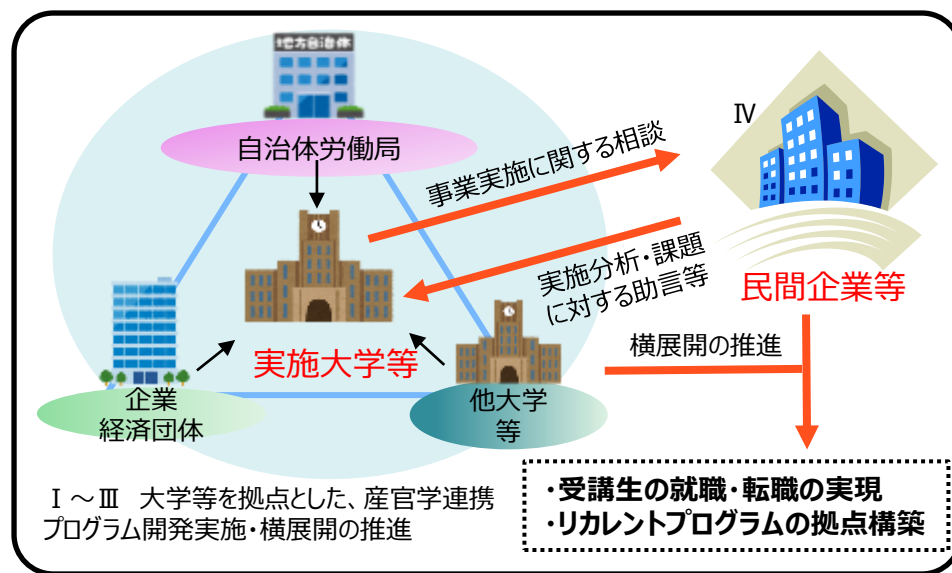 地方自治体
自治体労働局
Ⅳ
事業実施に関する相談
実施分析・課題
に対する助言等
民間企業等
実施大学等
横展開の推進
企業
経済団体
他大学
等
Ⅰ～Ⅲ 大学等を拠点とした、産官学連携
プログラム開発実施・横展開の推進
・受講生の就職・転職の実現
・リカレントプログラムの拠点構築